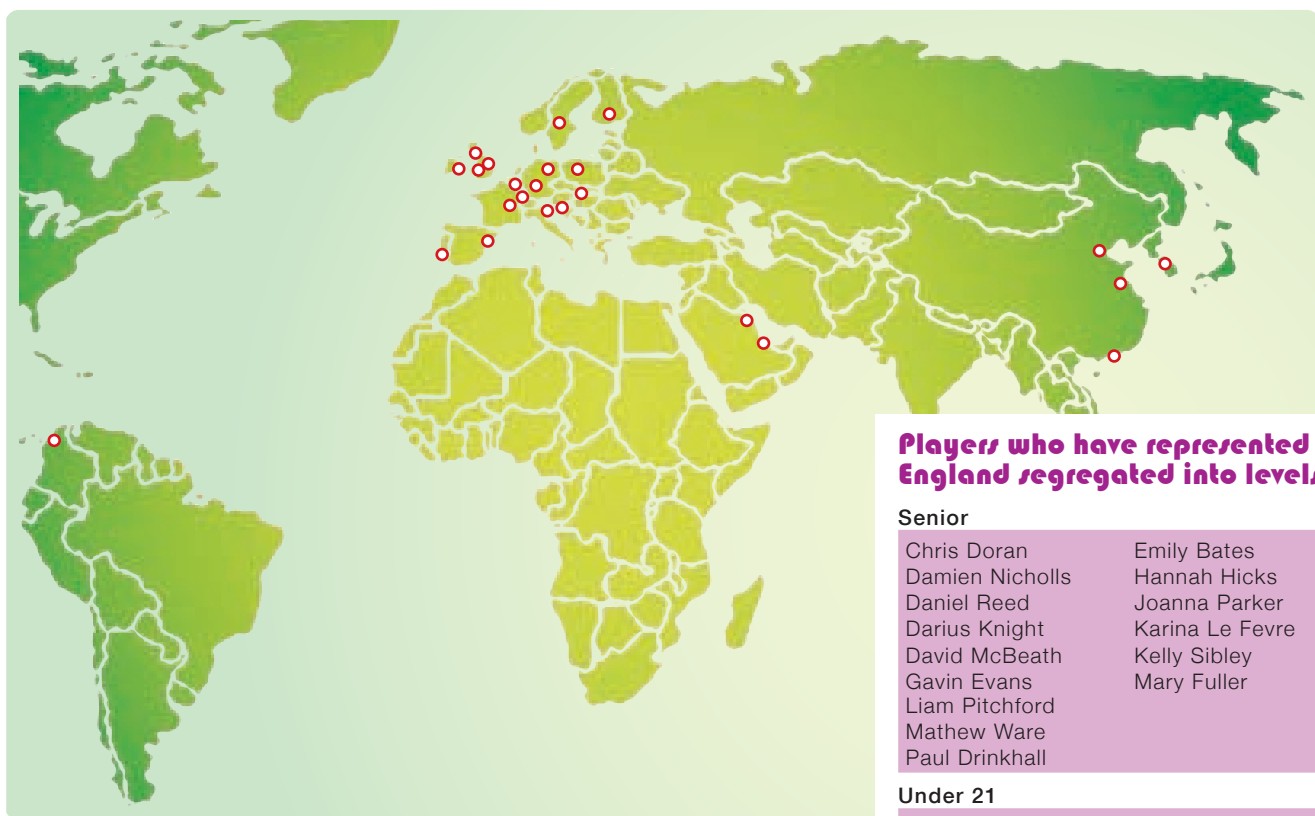 Players who have represented
England segregated into levels
Senior
Chris Doran
Damien Nicholls
Daniel Reed
Darius Knight
David McBeath
Gavin Evans
Liam Pitchford
Mathew Ware
Paul Drinkhall
Emily Bates
Hannah Hicks
Joanna Parker
Karina Le Fevre
Kelly Sibley
Mary Fuller
Under 21